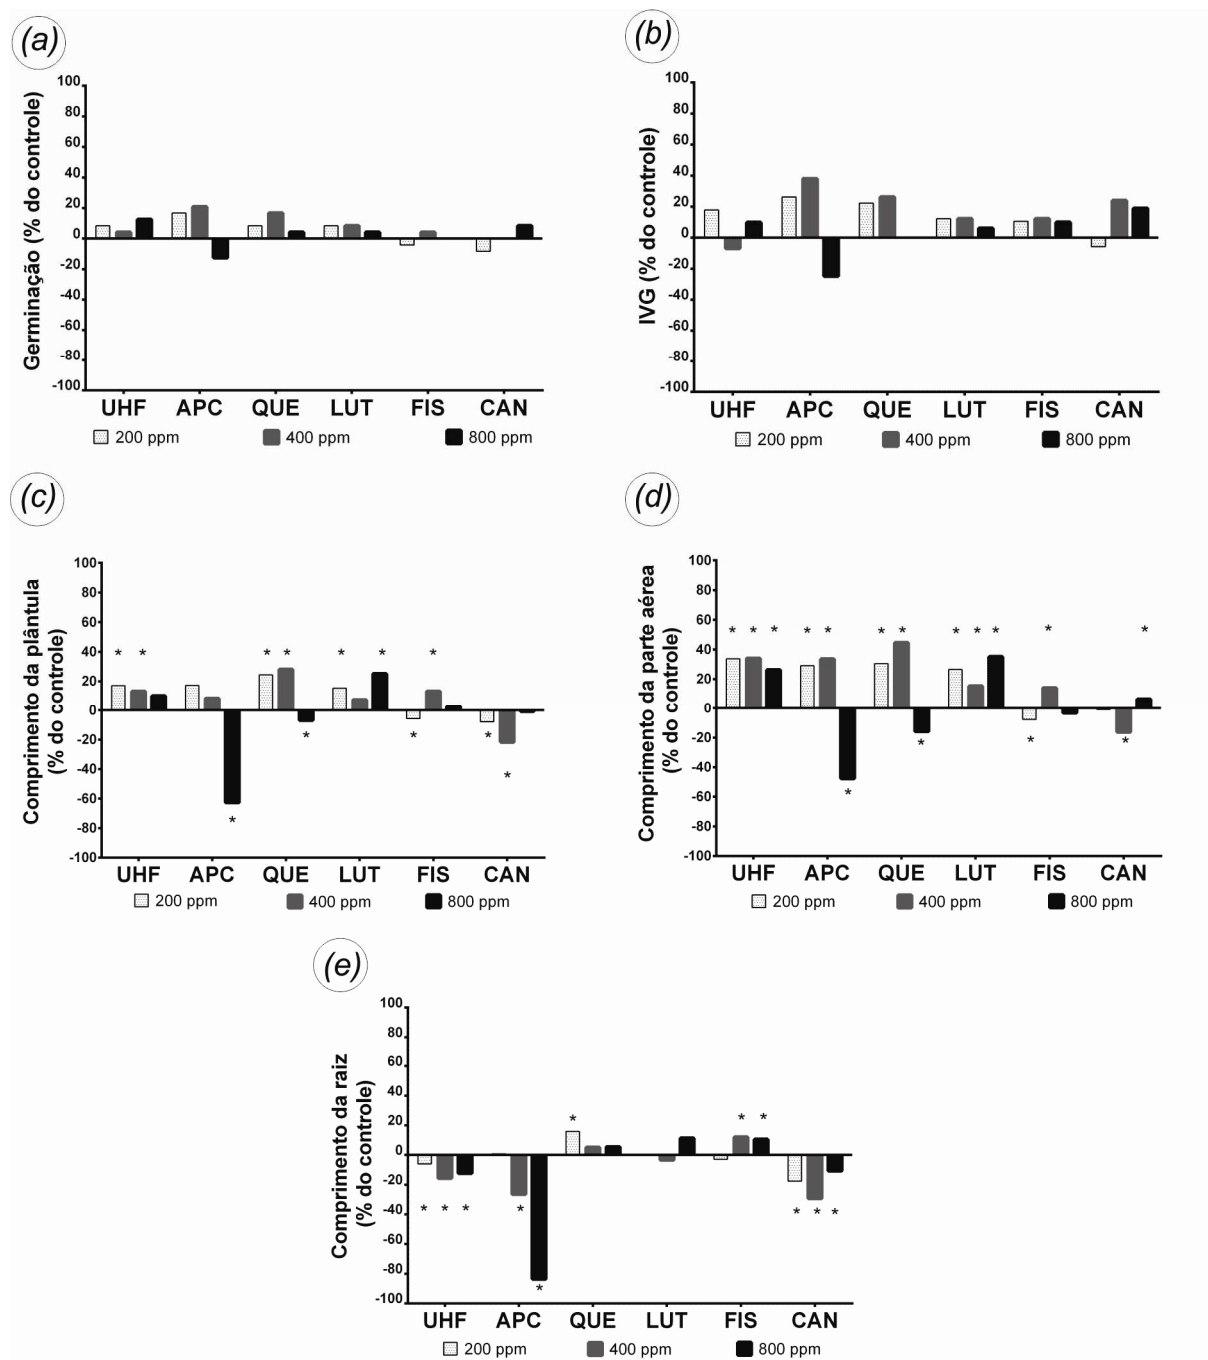 (a)
Germinação (% do controle)
100
80
60
40
20
0
-20
-40
-60
-80
-100
UHF APC QUE LUT FIS CAN
200 ppm 400 ppm 800 ppm
(b)
IVG (% do controle)
100
80
60
40
20
0
-20
-40
-60
-80
-100
UHF APC QUE LUT FIS CAN
200 ppm 400 ppm 800 ppm
(c)
Comprimento da plântula
(% do controle)
100
80
60
40
20
0
-20
-40
-60
-80
-100
* * * * * * *
* * *
*
*
UHF APC QUE LUT FIS CAN
200 ppm 400 ppm 800 ppm
(d)
Comprimento da parte aérea
(% do controle)
100
80
60
40
20
0
-20
-40
-60
-80
-100
* * * * * * * * * * * *
* * *
*
UHF APC QUE LUT FIS CAN
200 ppm 400 ppm 800 ppm
(e)
Comprimento da raiz
(% do controle)
100
80
60
40
20
0
-20
-40
-60
-80
-100
* * *
* * * * * * *
*
UHF APC QUE LUT FIS CAN
200 ppm 400 ppm 800 ppm